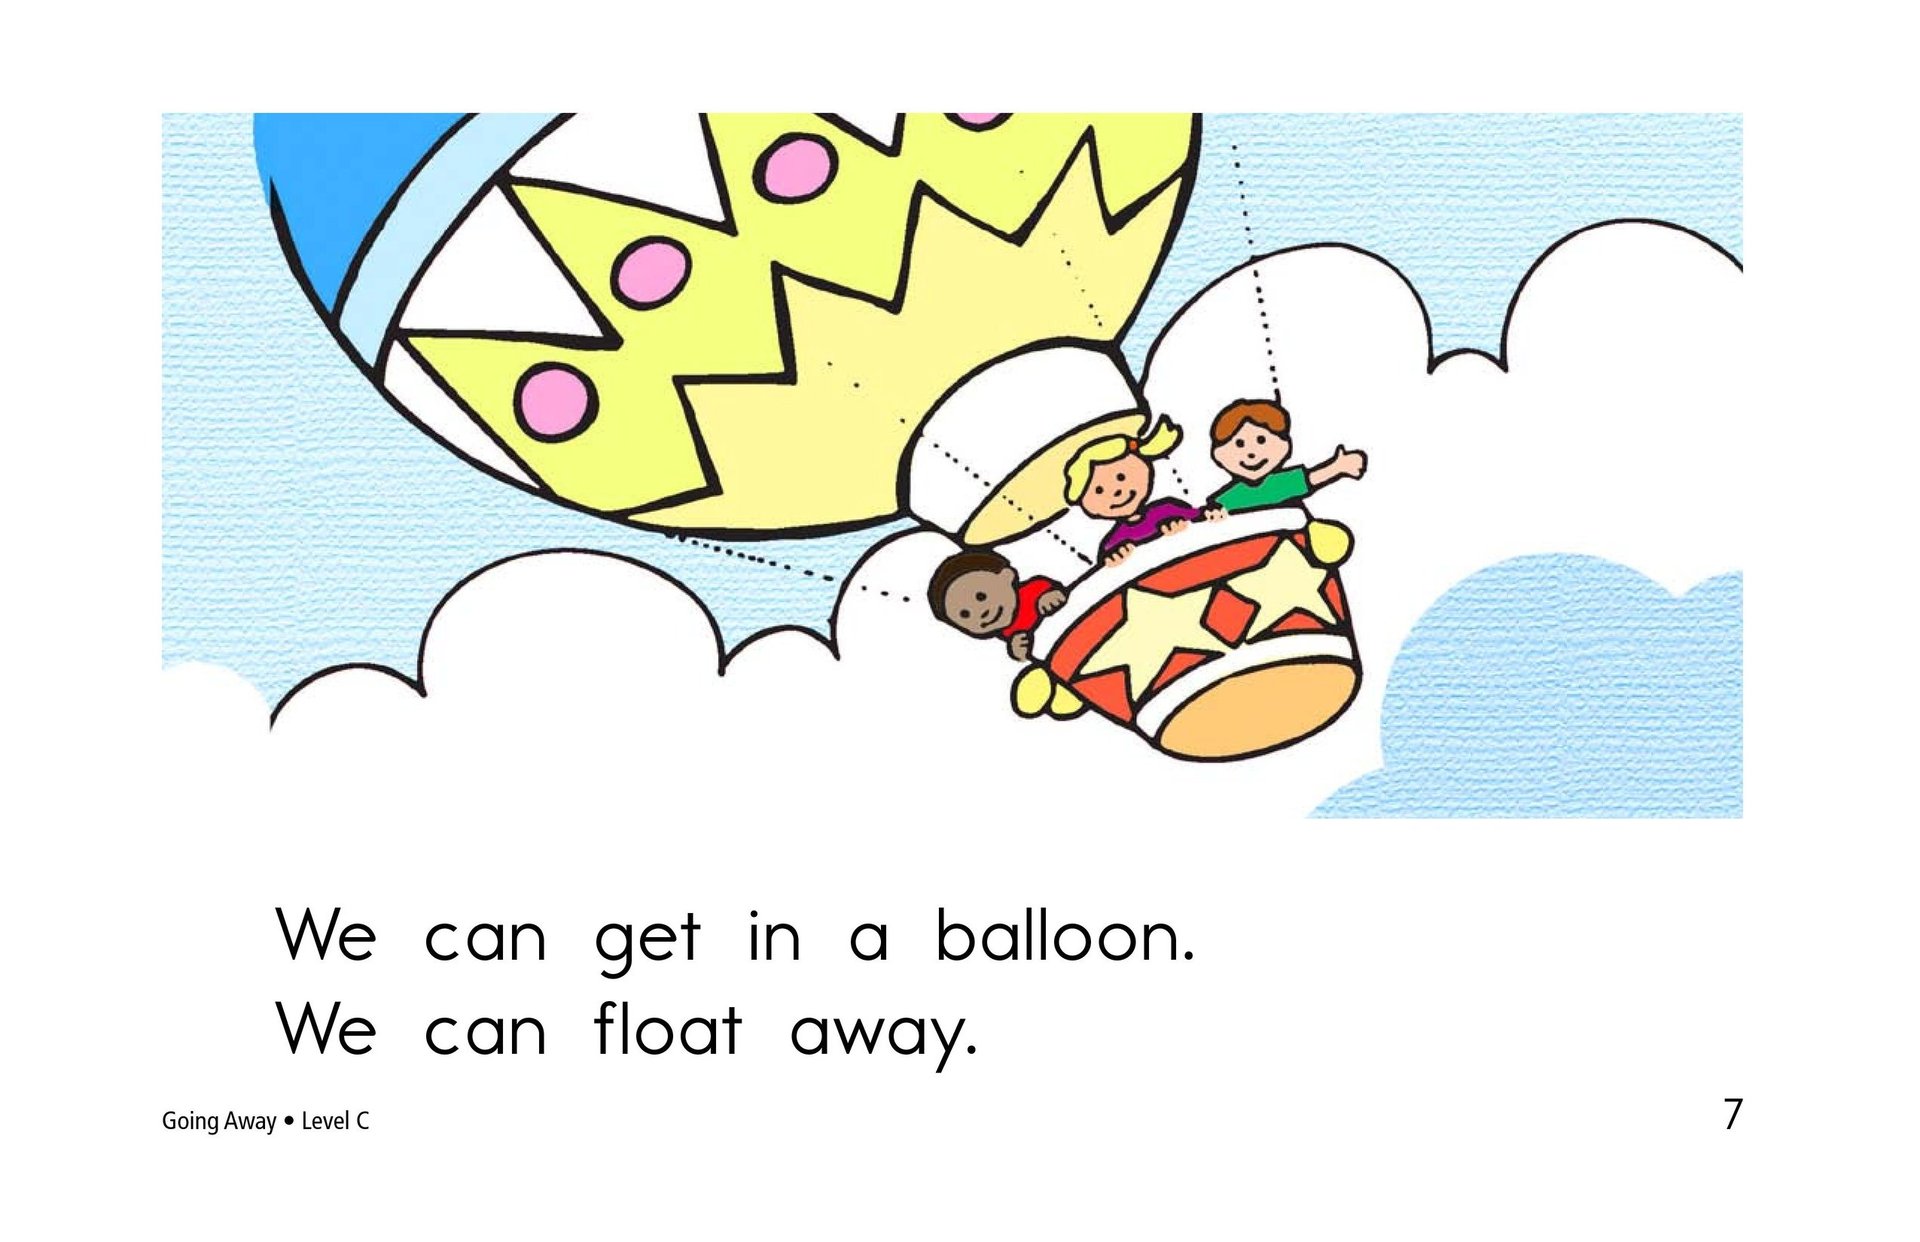 We can get in a balloon.
We can float away.
Going Away • Level C
7